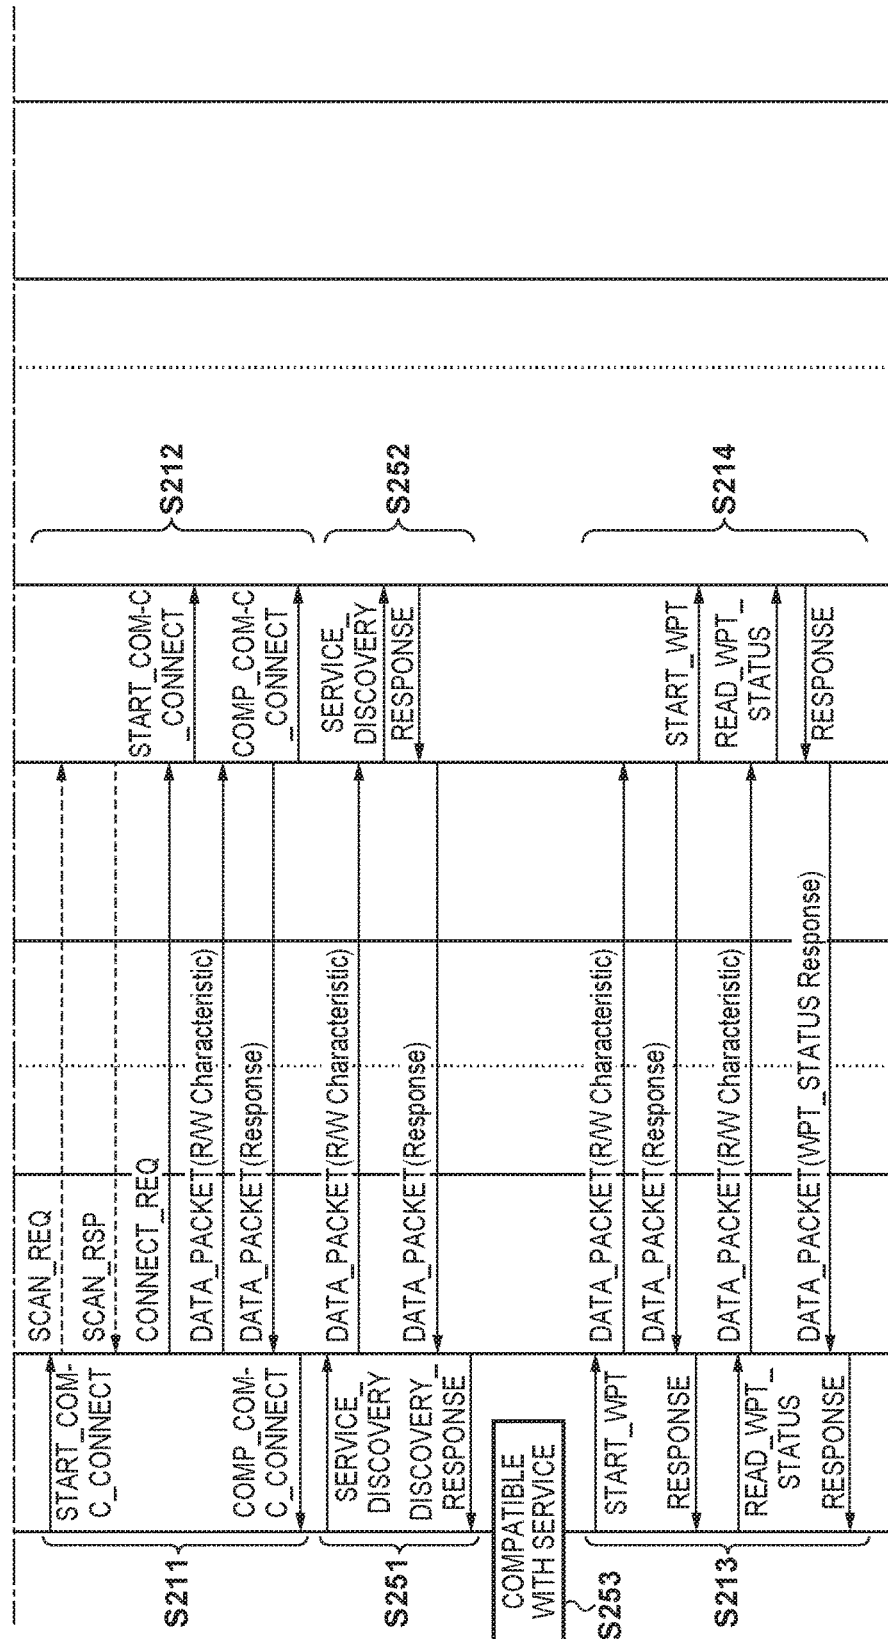 S211
START_COM-
C_CONNECT
SCAN_REQ
SCAN_RSP
CONNECT_REQ
START_COM-C
_CONNECT
S212
DATA_PACKET(R/W Characteristic)
DATA_PACKET(Response)
COMP_COM-
C_CONNECT
COMP_COM-C
_CONNECT
S251
SERVICE_
DISCOVERY
DATA_PACKET(R/W Characteristic)
SERVICE_
DISCOVERY
S252
RESPONSE
DATA_PACKET(Response)
DISCOVERY_
RESPONSE
COMPATIBLE
WITH SERVICE
S253
S213
START_WPT
DATA_PACKET(R/W Characteristic)
DATA_PACKET(Response)
START_WPT
S214
RESPONSE
READ_WPT_
STATUS
DATA_PACKET(R/W Characteristic)
READ_WPT_
STATUS
RESPONSE
DATA_PACKET(WPT_STATUS Response)
RESPONSE